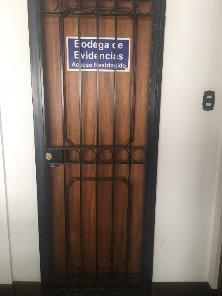 Bodega de
Evidencias
Acceso Restringido